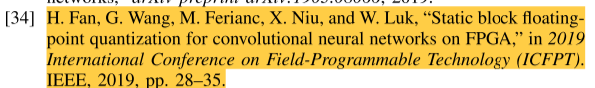 [34] H. Fan, G. Wang, M. Ferianc, X. Niu, and W. Luk, “Static block floating-
point quantization for convolutional neural networks on FPGA,” in 2019
International Conference on Field-Programmable Technology (ICFPT).
IEEE, 2019, pp. 28–35.